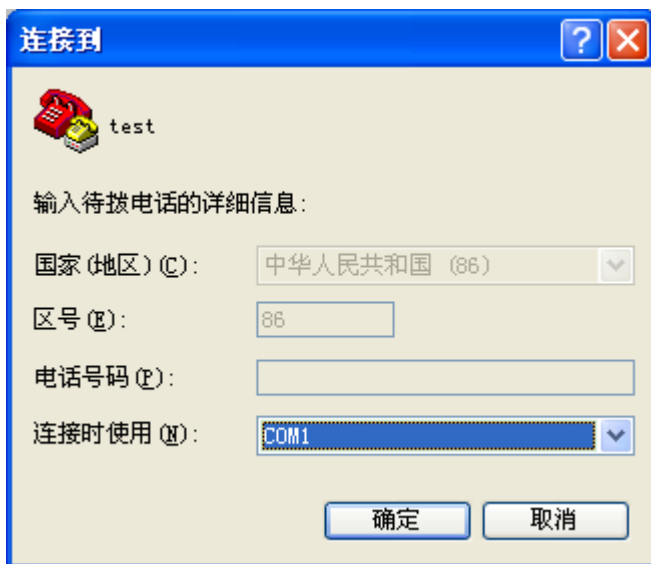 连接到
test
输入待拨电话的详细信息:
国家(地区)(C): 中华人民共和国 (86)
区号(E): 86
电话号码(P):
连接时使用(N): COM1
确定 取消